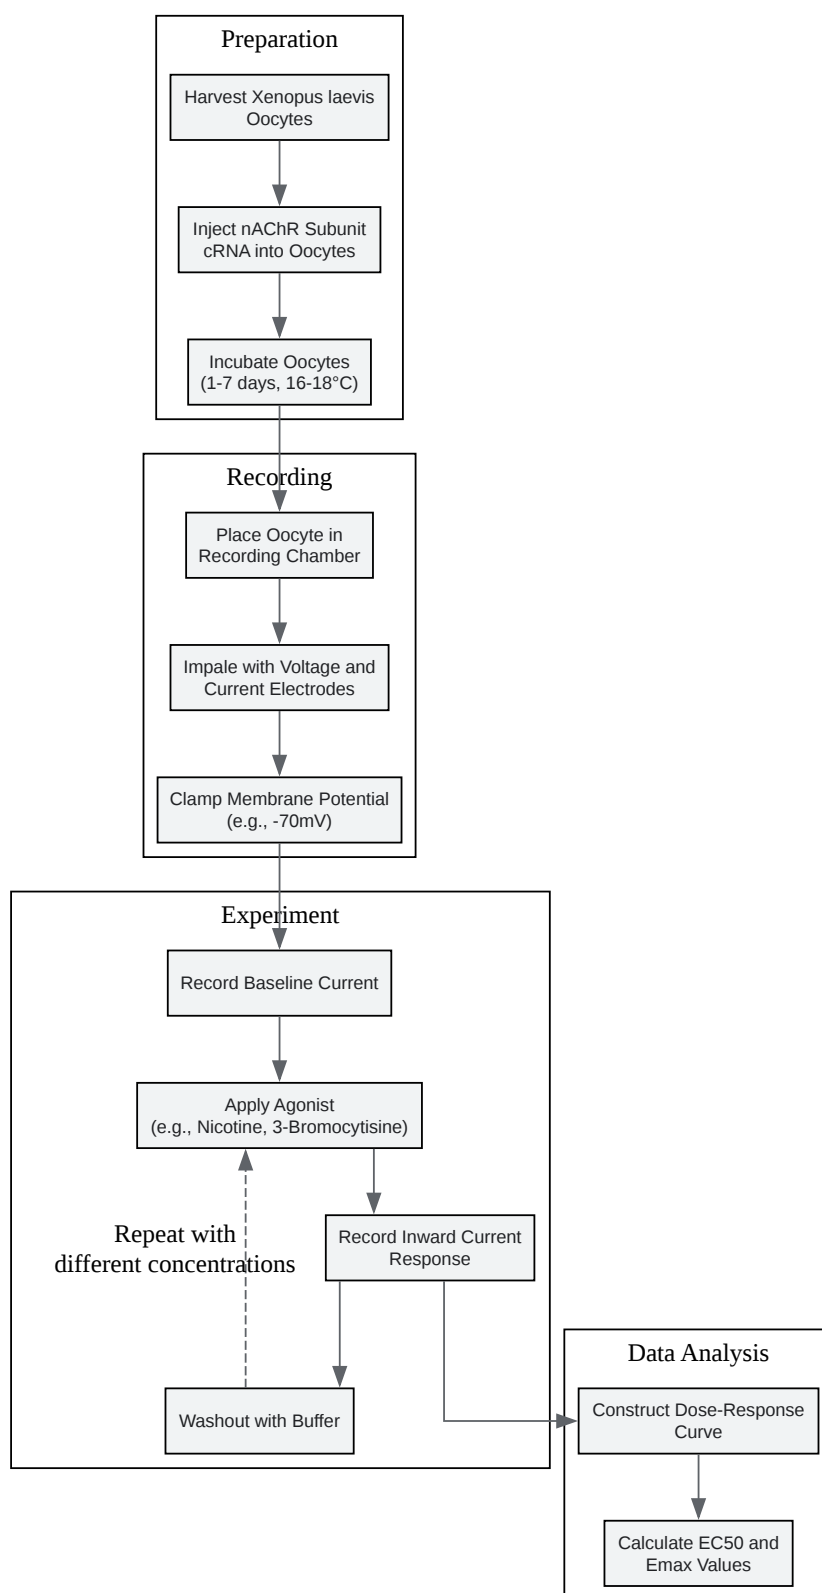 Preparation
Harvest Xenopus laevis
Oocytes
Inject nAChR Subunit
cRNA into Oocytes
Incubate Oocytes
(1-7 days, 16-18°C)
Recording
Place Oocyte in
Recording Chamber
Impale with Voltage and
Current Electrodes
Clamp Membrane Potential
(e.g., -70mV)
Experiment
Record Baseline Current
Apply Agonist
(e.g., Nicotine, 3-Bromocytisine)
Repeat with
different concentrations
Record Inward Current
Response
Washout with Buffer
Data Analysis
Construct Dose-Response
Curve
Calculate EC50 and
Emax Values